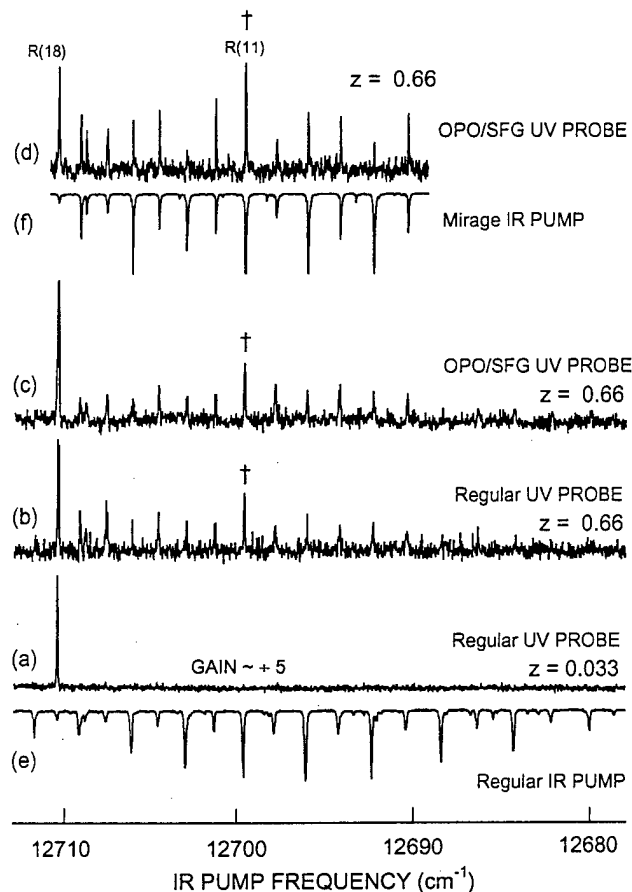 †
R(18)
R(11)
z = 0.66
OPO/SFG UV PROBE
(d)
(f)
Mirage IR PUMP
†
OPO/SFG UV PROBE
(c)
z = 0.66
†
Regular UV PROBE
(b)
z = 0.66
Regular UV PROBE
(a)
GAIN ~ + 5
z = 0.033
(e)
Regular IR PUMP
12710
12700
12690
12680
IR PUMP FREQUENCY (cm⁻¹)